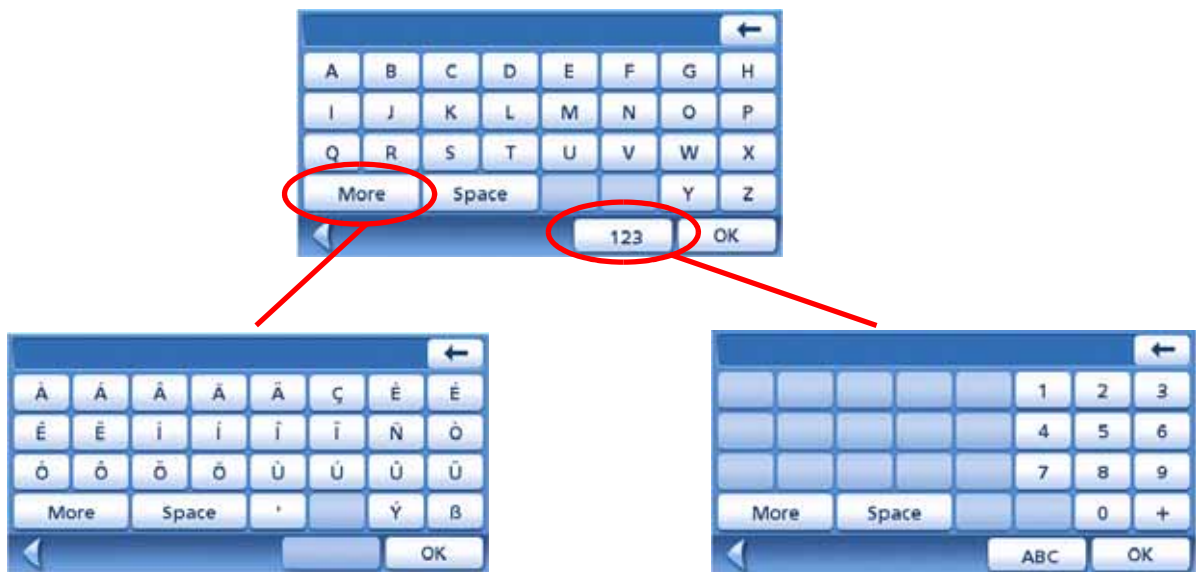 ←
A B C D E F G H
I J K L M N O P
Q R S T U V W X
More Space Y Z
123 OK
←
À Á Â Ã Ä Ç È É
Ê Ë Ì Í Î Ï Ñ Ò
Ó Ô Õ Ö Ù Ú Û Ü
More Space ' Ý ß
OK
←
1 2 3
4 5 6
7 8 9
More Space 0 +
ABC OK